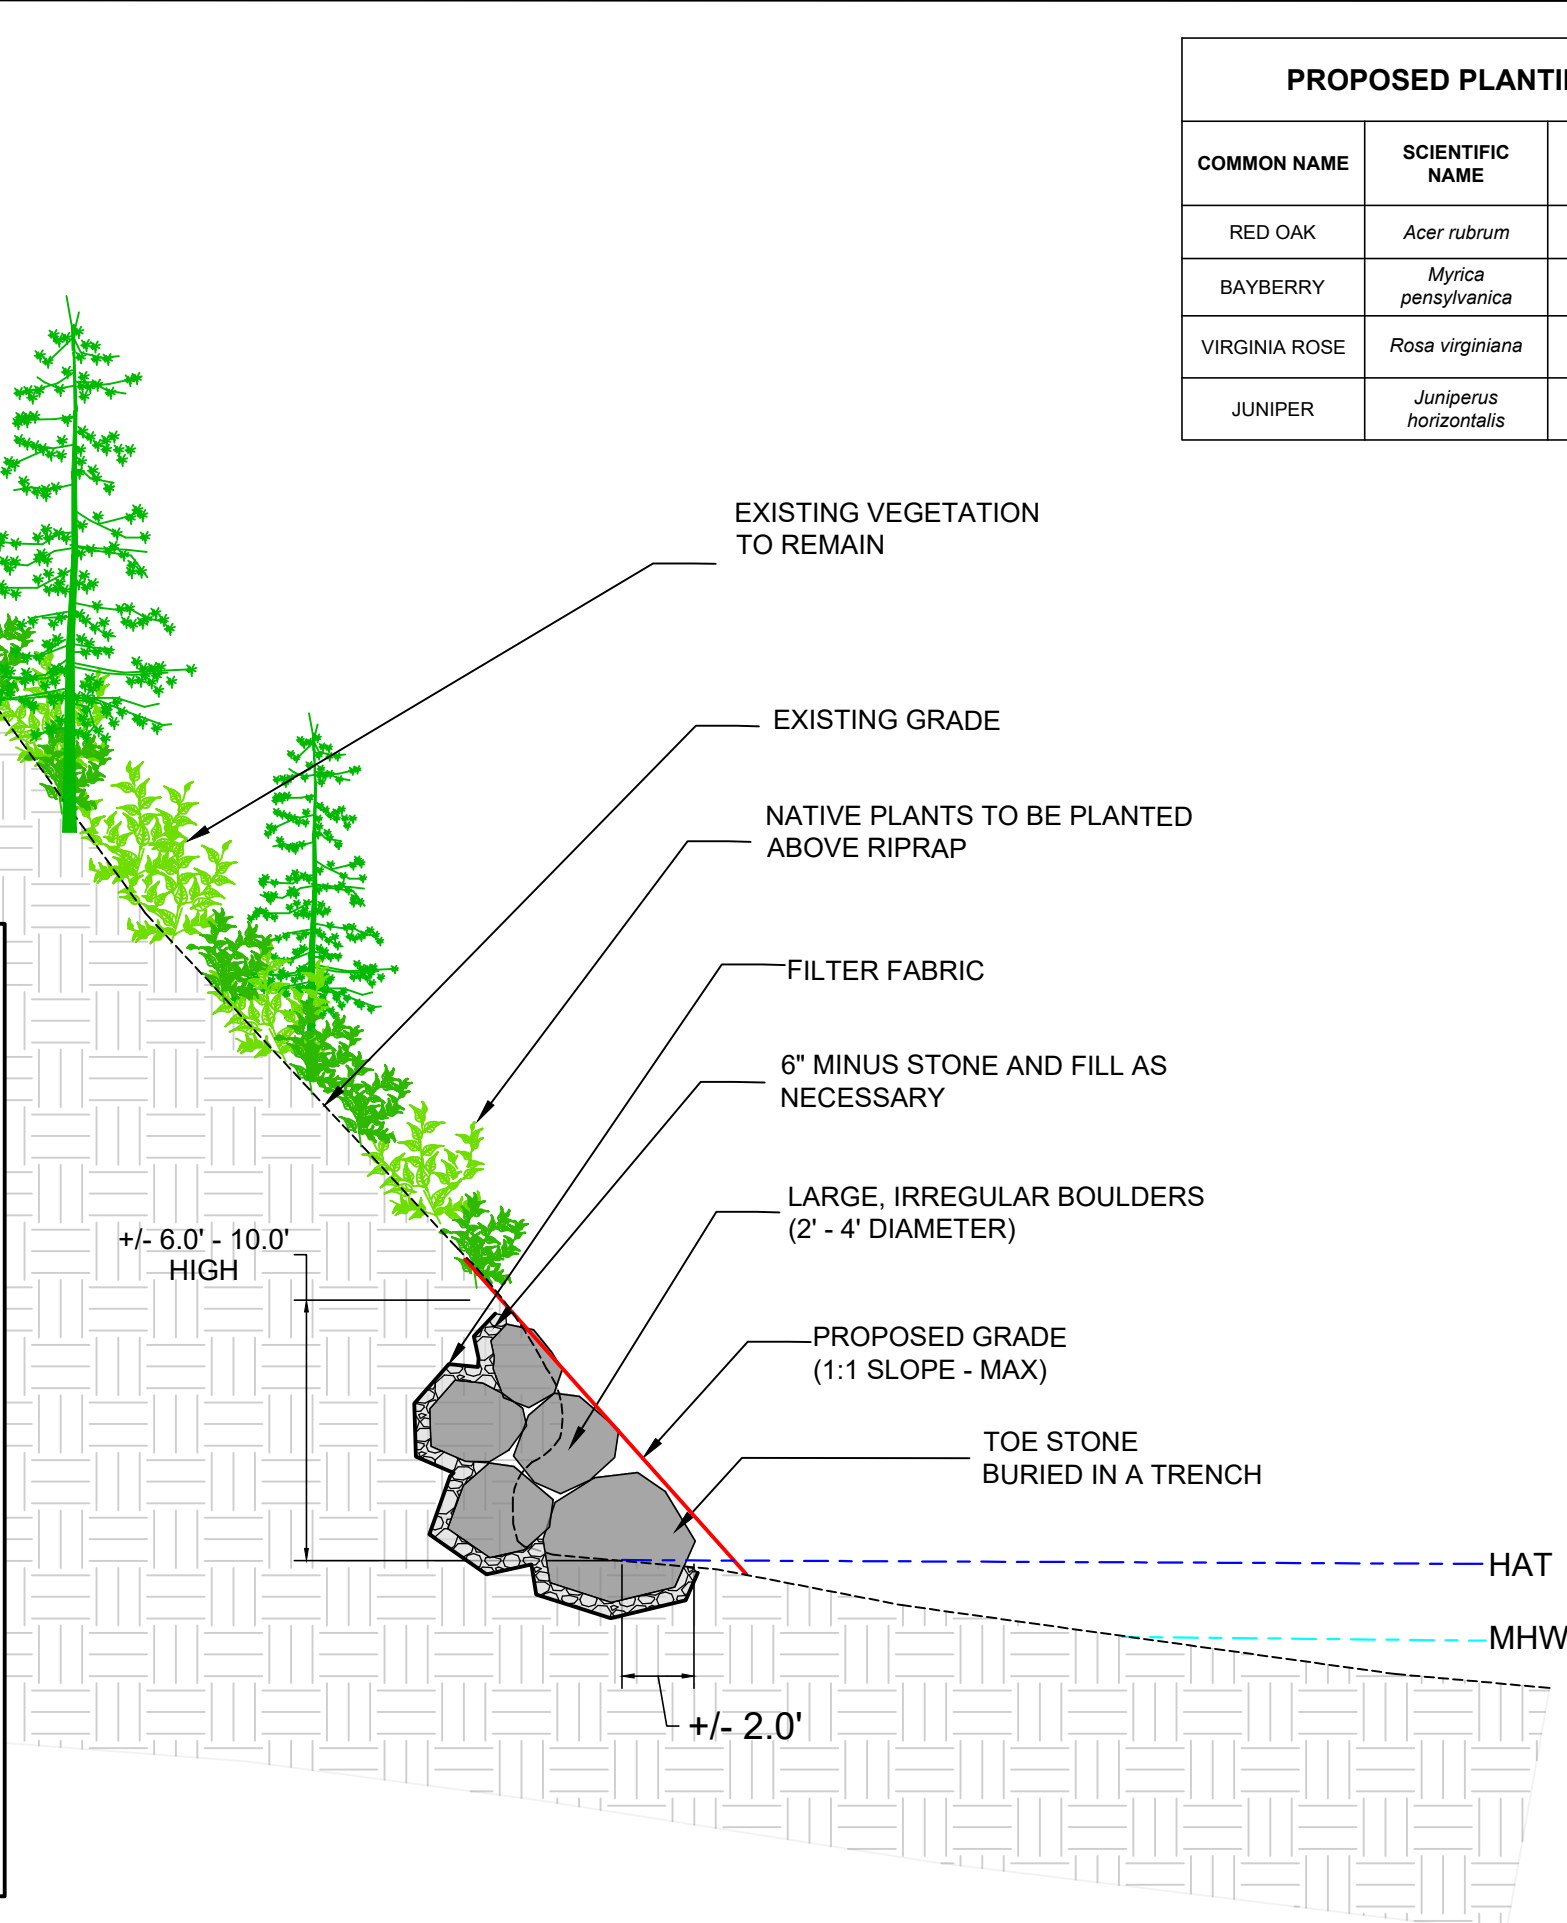 PROPOSED PLANTI
COMMON NAME
SCIENTIFIC
NAME
RED OAK
Acer rubrum
BAYBERRY
Myrica
pensylvanica
VIRGINIA ROSE
Rosa virginiana
JUNIPER
Juniperus
horizontalis
EXISTING VEGETATION
TO REMAIN
EXISTING GRADE
NATIVE PLANTS TO BE PLANTED
ABOVE RIPRAP
FILTER FABRIC
6" MINUS STONE AND FILL AS
NECESSARY
LARGE, IRREGULAR BOULDERS
(2' - 4' DIAMETER)
+/- 6.0' - 10.0'
HIGH
PROPOSED GRADE
(1:1 SLOPE - MAX)
TOE STONE
BURIED IN A TRENCH
HAT
MHW
+/- 2.0'